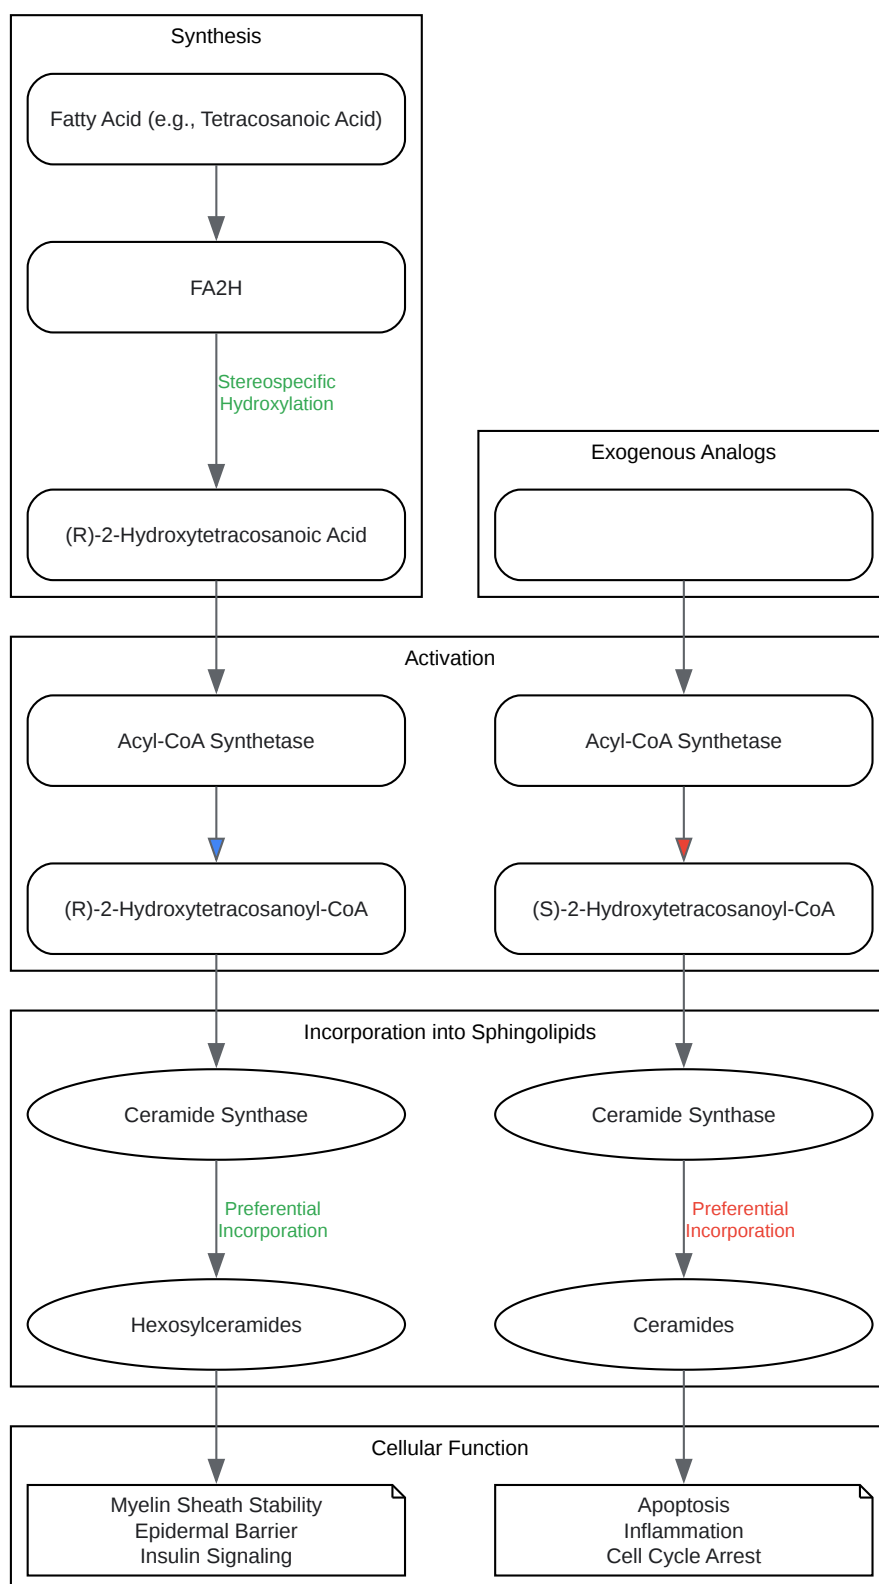 Synthesis
Fatty Acid (e.g., Tetracosanoic Acid)
FA2H
Stereospecific
Hydroxylation
(R)-2-Hydroxytetracosanoic Acid
Exogenous Analogs
Activation
Acyl-CoA Synthetase
Acyl-CoA Synthetase
(R)-2-Hydroxytetracosanoyl-CoA
(S)-2-Hydroxytetracosanoyl-CoA
Incorporation into Sphingolipids
Ceramide Synthase
Ceramide Synthase
Preferential
Incorporation
Preferential
Incorporation
Hexosylceramides
Ceramides
Cellular Function
Myelin Sheath Stability
Epidermal Barrier
Insulin Signaling
Apoptosis
Inflammation
Cell Cycle Arrest